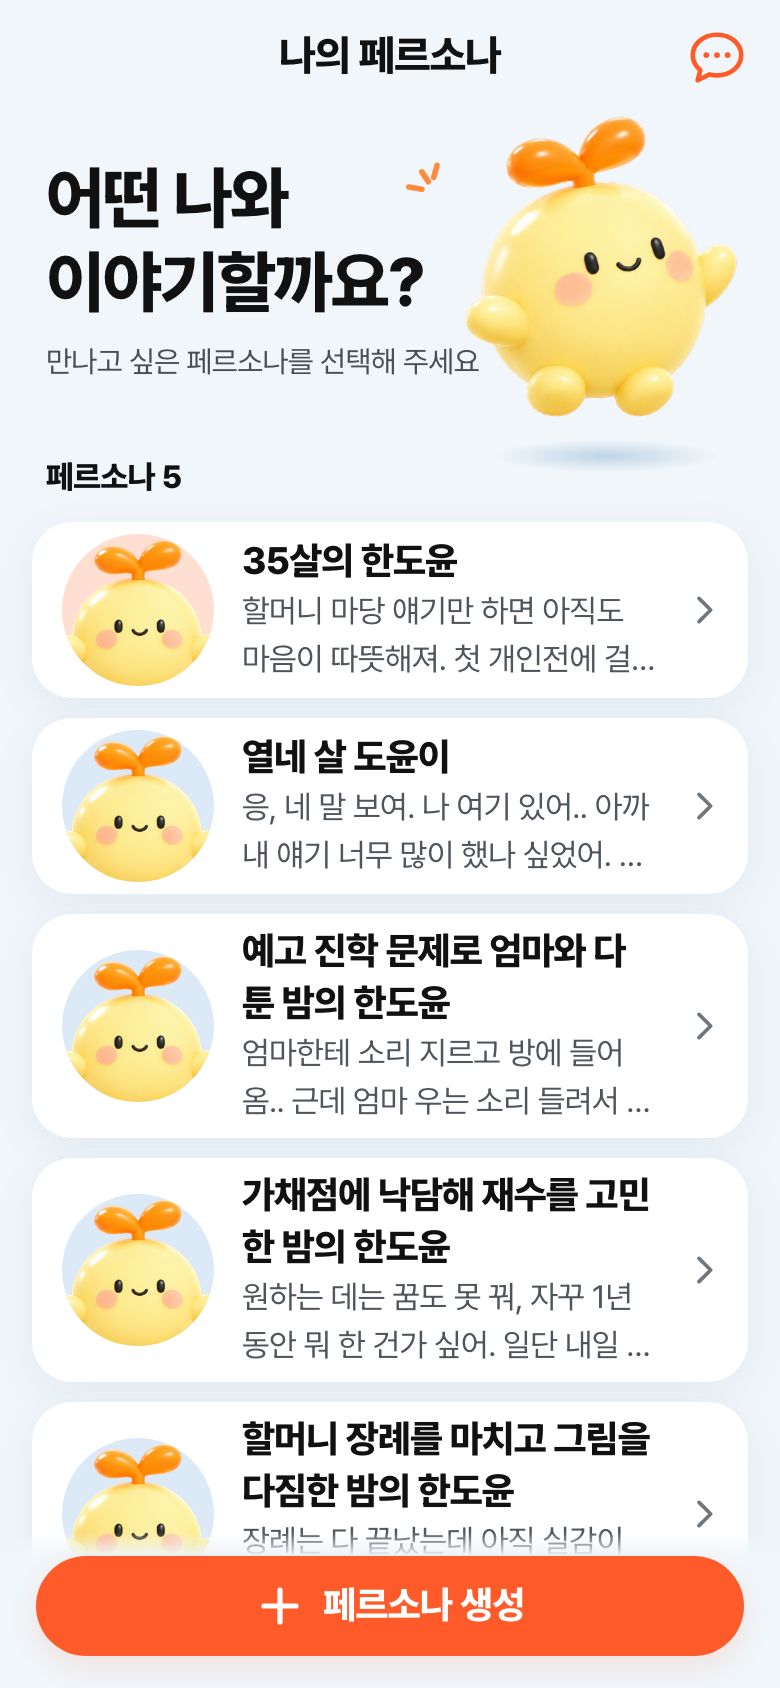 나의 페르소나
어떤 나와
이야기할까요?
만나고 싶은 페르소나를 선택해 주세요
페르소나 5
35살의 한도윤
할머니 마당 얘기만 하면 아직도
마음이 따뜻해져. 첫 개인전에 걸...
열네 살 도윤이
응, 네 말 보여. 나 여기 있어.. 아까
내 얘기 너무 많이 했나 싶었어. ...
예고 진학 문제로 엄마와 다
툰 밤의 한도윤
엄마한테 소리 지르고 방에 들어
옴.. 근데 엄마 우는 소리 들려서 ...
가채점에 낙담해 재수를 고민
한 밤의 한도윤
원하는 데는 꿈도 못 꿔, 자꾸 1년
동안 뭐 한 건가 싶어. 일단 내일 ...
할머니 장례를 마치고 그림을
다짐한 밤의 한도윤
장례는 다 끝났는데 아직 실감이
페르소나 생성